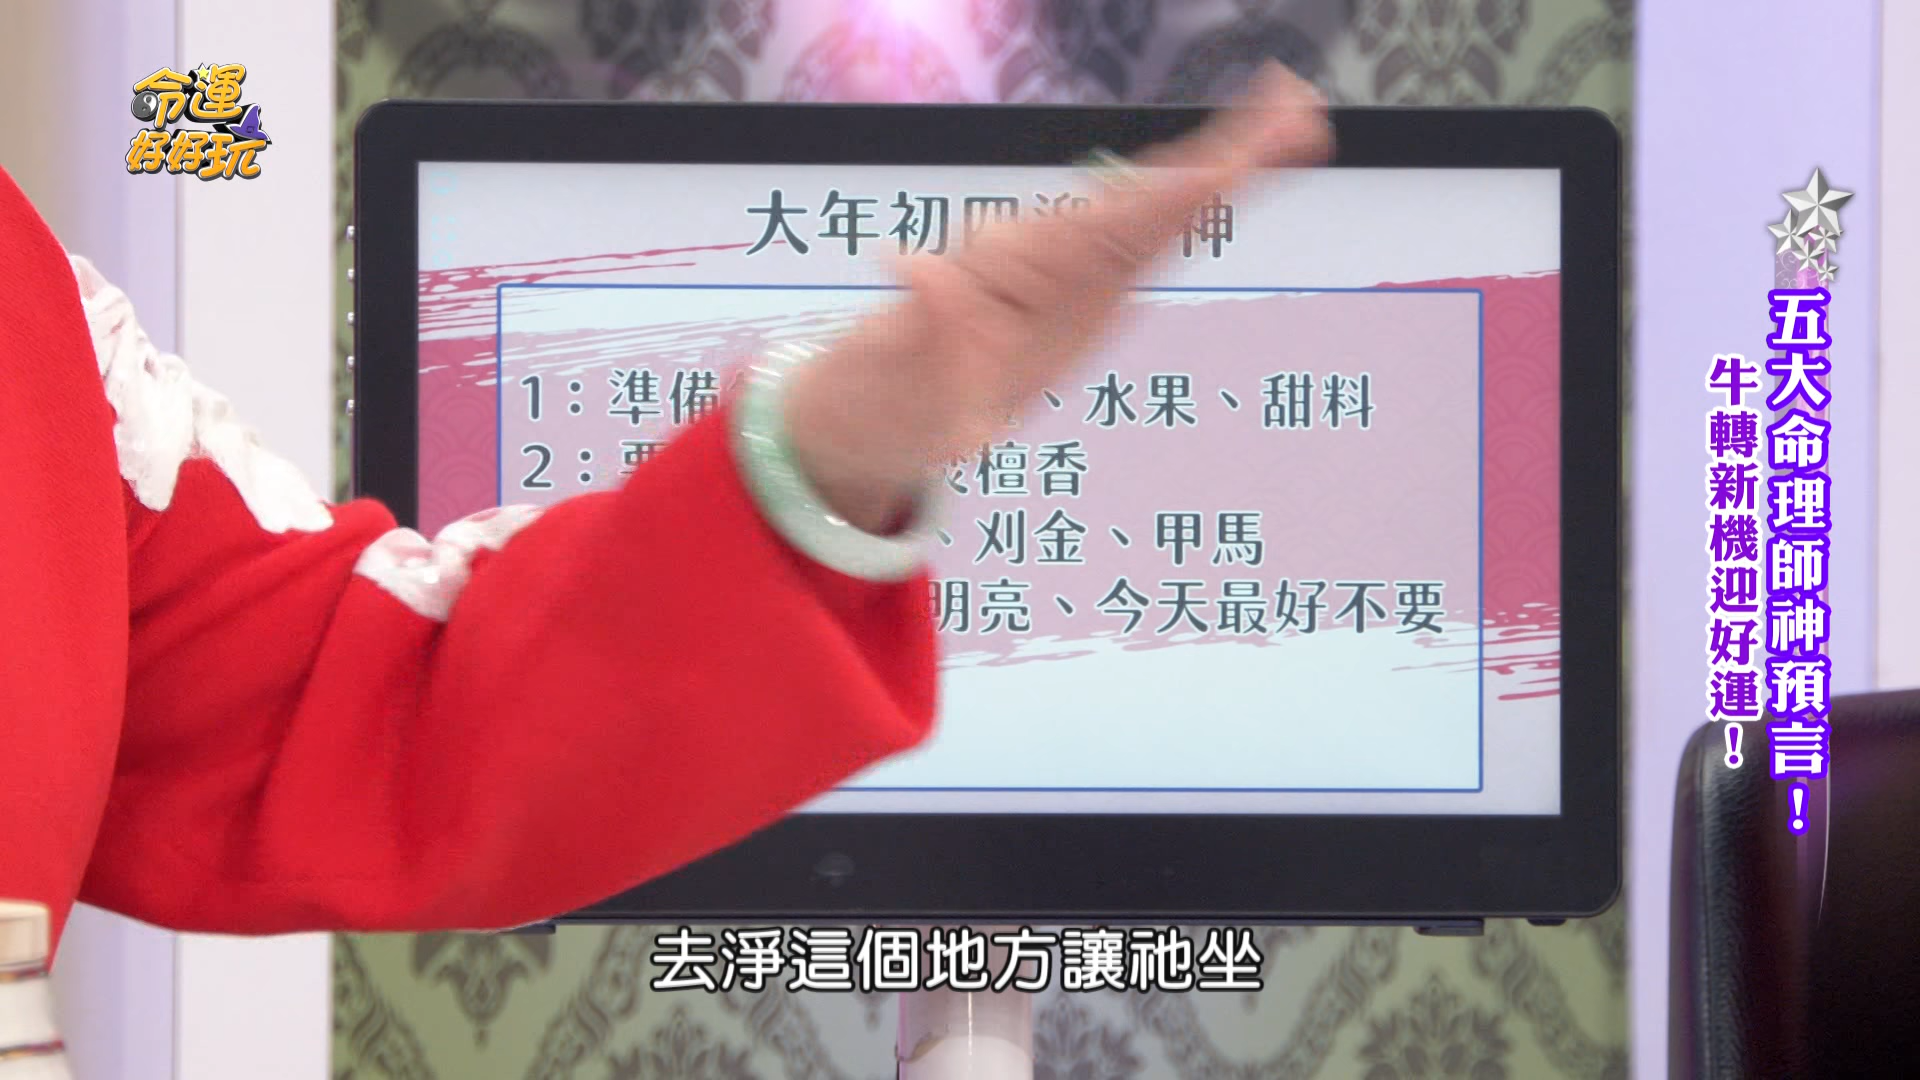 命運
好好玩
大年初四迎 神
1：準備 、水果、甜料
2：要 檀香
、刈金、甲馬
明亮、今天最好不要
五大命理師神預言！
牛轉新機迎好運！
去淨這個地方讓祂坐